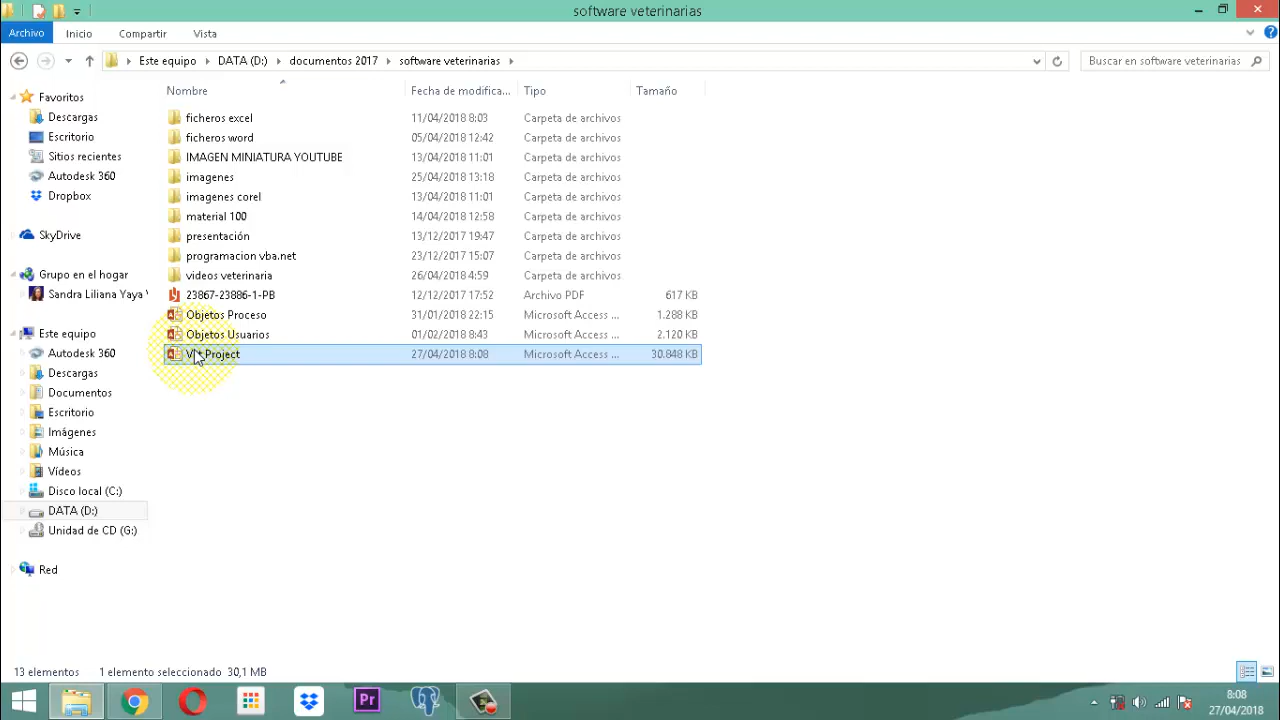 software veterinarias
Archivo Inicio Compartir Vista
Este equipo DATA (D:) documentos 2017 software veterinarias Buscar en software veterinarias
Nombre Fecha de modifica... Tipo Tamaño
Favoritos
Descargas
Escritorio
Sitios recientes
Autodesk 360
Dropbox
SkyDrive
Grupo en el hogar
Sandra Liliana Yaya
Este equipo
Autodesk 360
Descargas
Documentos
Escritorio
Imágenes
Música
Vídeos
Disco local (C:)
DATA (D:)
Unidad de CD (G:)
Red
ficheros excel 11/04/2018 8:03 Carpeta de archivos
ficheros word 05/04/2018 12:42 Carpeta de archivos
IMAGEN MINIATURA YOUTUBE 13/04/2018 11:01 Carpeta de archivos
imagenes 25/04/2018 13:18 Carpeta de archivos
imagenes corel 13/04/2018 11:01 Carpeta de archivos
material 100 14/04/2018 12:58 Carpeta de archivos
presentación 13/12/2017 19:47 Carpeta de archivos
programacion vba.net 23/12/2017 15:07 Carpeta de archivos
videos veterinaria 26/04/2018 4:59 Carpeta de archivos
23867-23886-1-PB 12/12/2017 17:52 Archivo PDF 617 KB
Objetos Proceso 31/01/2018 22:15 Microsoft Access ... 1.288 KB
Objetos Usuarios 01/02/2018 8:43 Microsoft Access ... 2.120 KB
Project 27/04/2018 8:08 Microsoft Access ... 30.848 KB
13 elementos 1 elemento seleccionado 30,1 MB
Pr
8:08
27/04/2018